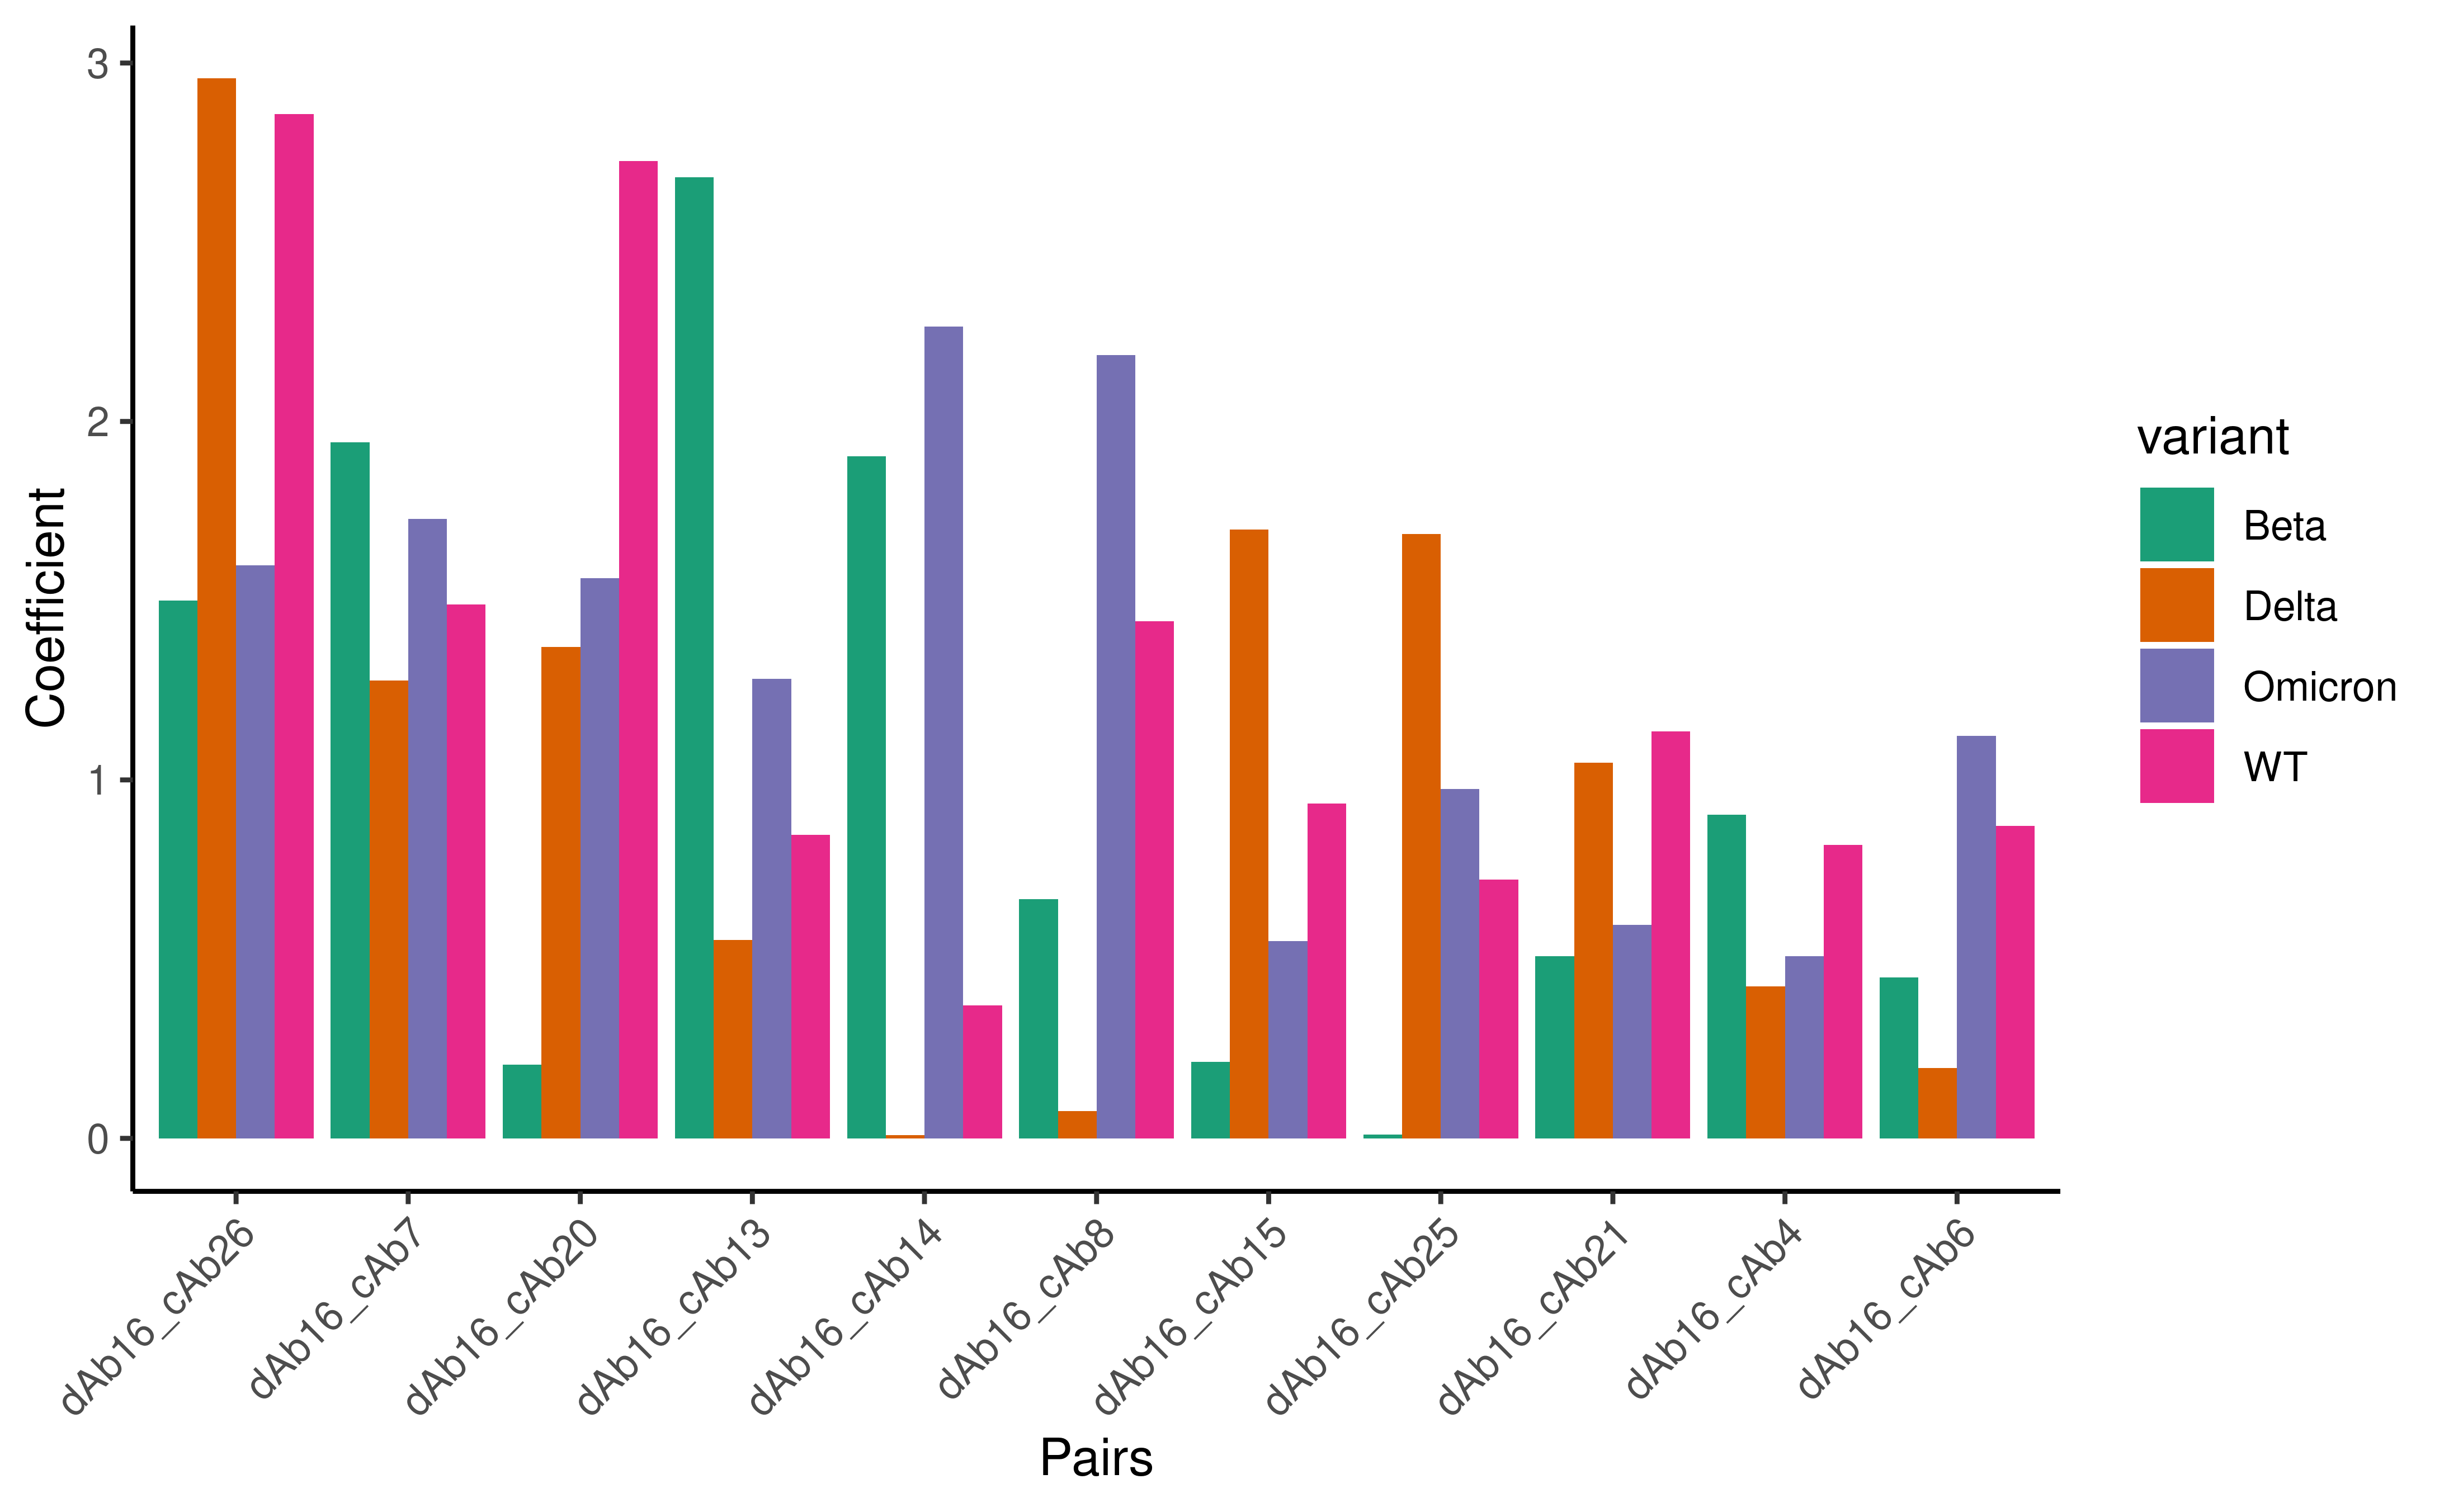 3
2
1
0
Coefficient
dAb16_cAb26
dAb16_cAb7
dAb16_cAb20
dAb16_cAb13
dAb16_cAb14
dAb16_cAb8
dAb16_cAb15
dAb16_cAb25
dAb16_cAb21
dAb16_cAb4
dAb16_cAb6
Pairs
variant
Beta
Delta
Omicron
WT